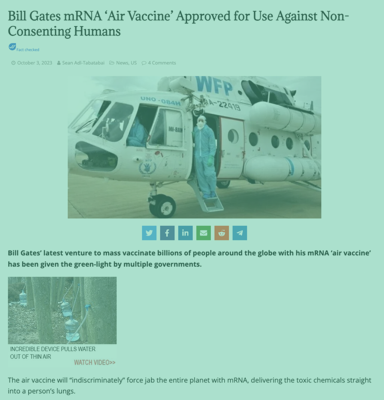 Bill Gates mRNA ‘Air Vaccine’ Approved for Use Against Non-
Consenting Humans
Fact checked
October 3, 2023 Sean Adl-Tabatabai News, US 4 Comments
WFP
UNO
UN-
Bill Gates’ latest venture to mass vaccinate billions of people around the globe with his mRNA ‘air vaccine’
has been given the green-light by multiple governments.
INCREDIBLE DEVICE PULLS WATER
OUT OF THIN AIR
WATCH VIDEO>>
The air vaccine will “indiscriminately” force jab the entire planet with mRNA, delivering the toxic chemicals straight
into a person’s lungs.